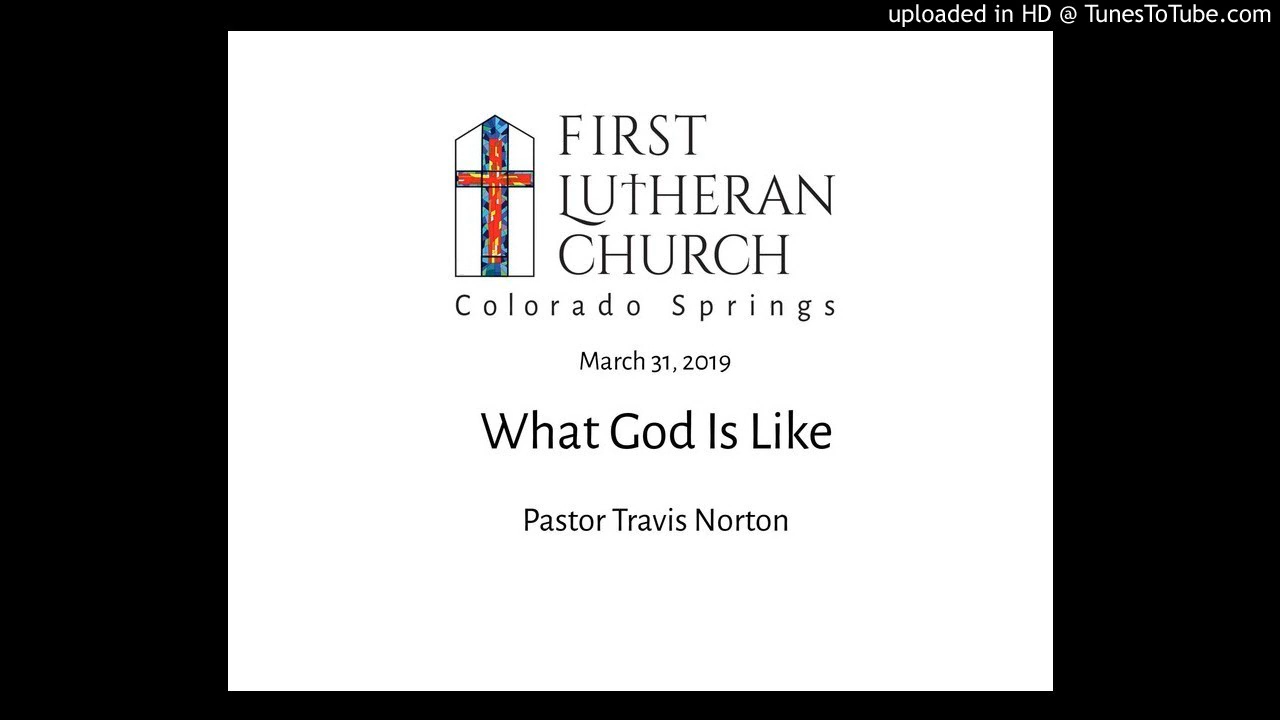 uploaded in HD @ TunesToTube.com
FIRST
LUTHERAN
CHURCH
Colorado Springs
March 31, 2019
What God Is Like
Pastor Travis Norton